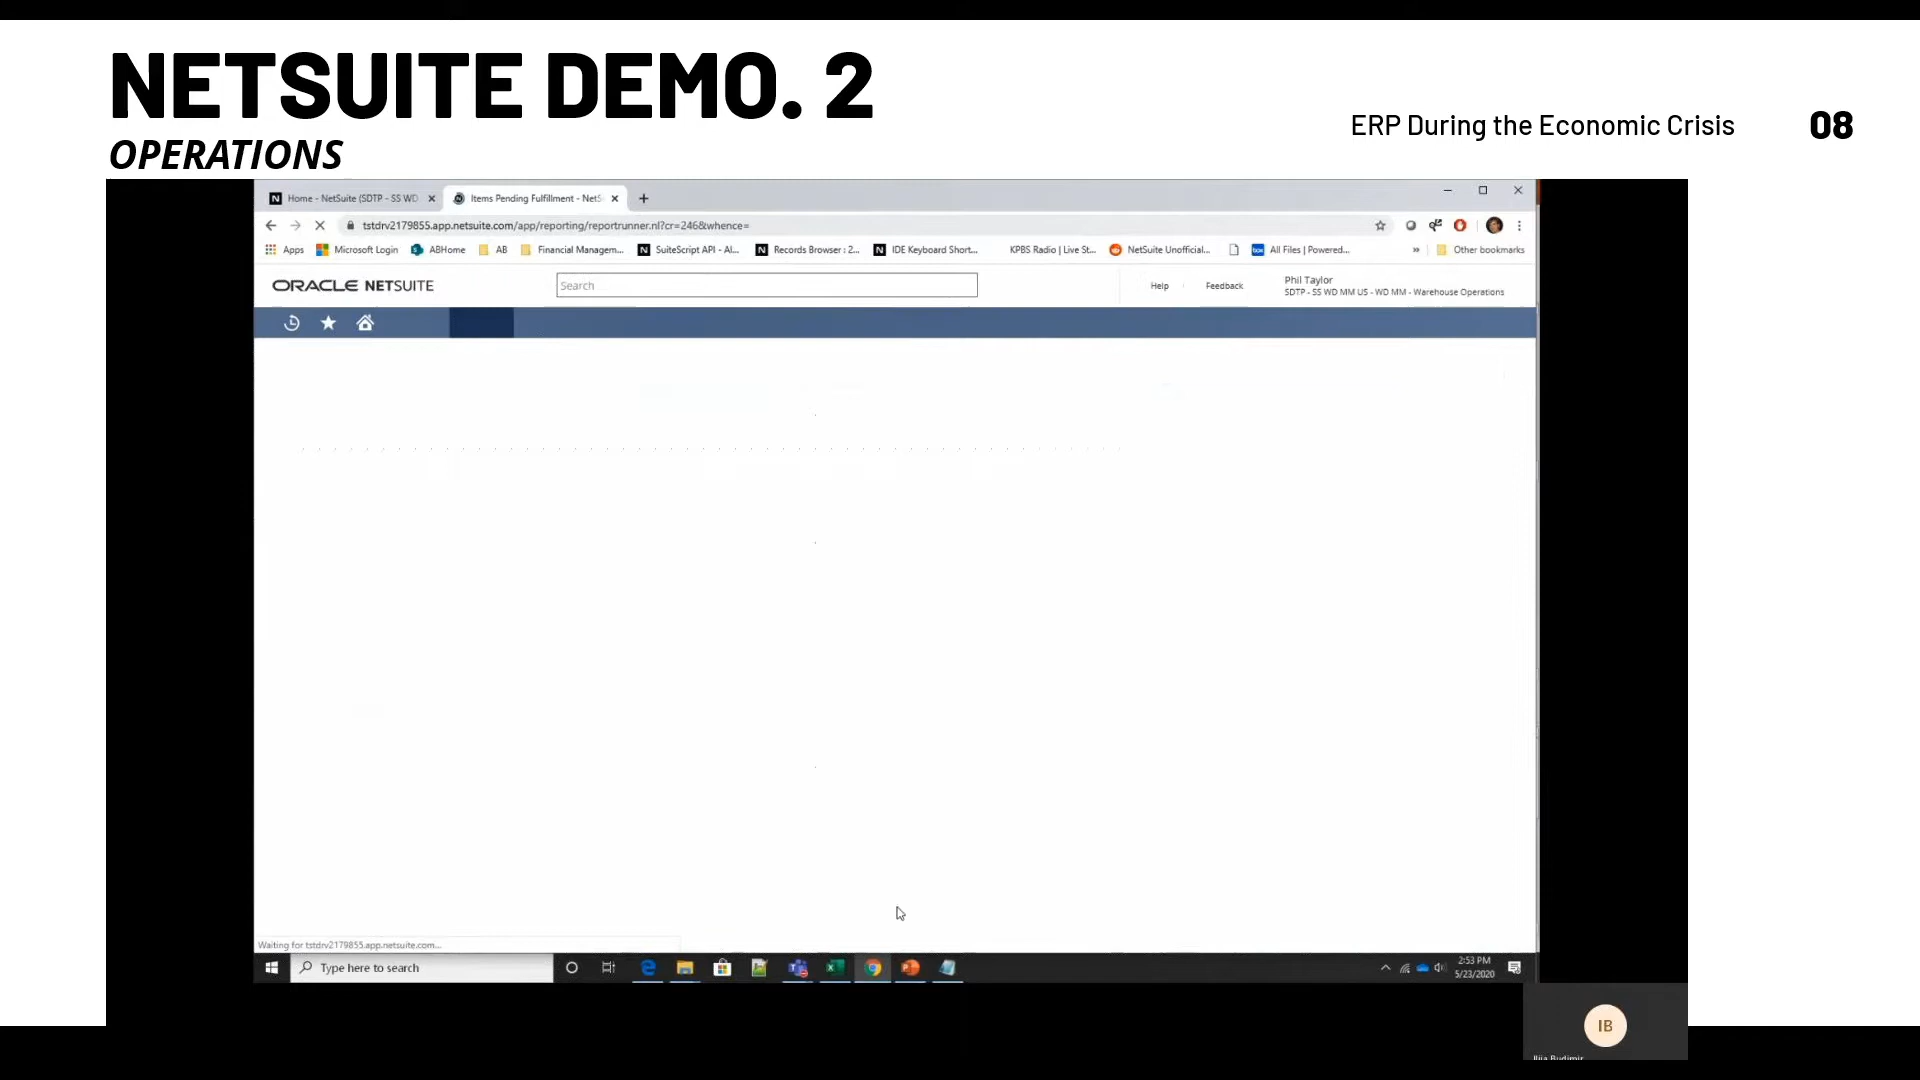 NETSUITE DEMO. 2
OPERATIONS
ERP During the Economic Crisis
08
Home - NetSuite (SDTP - SS WD
Items Pending Fulfillment - NetS
tstdrv2179855.app.netsuite.com/app/reporting/reportrunner.nl?cr=246&whence=
Apps
Microsoft Login
ABHome
AB
Financial Managem...
SuiteScript API - Al...
Records Browser : 2...
IDE Keyboard Short...
KPBS Radio | Live St...
NetSuite Unofficial...
All Files | Powered...
»
Other bookmarks
ORACLE NETSUITE
Search
Help
Feedback
Phil Taylor
SDTP - SS WD MM US - WD MM - Warehouse Operations
Waiting for tstdrv2179855.app.netsuite.com...
Type here to search
2:53 PM
5/23/2020
IB
Ilija Budimir